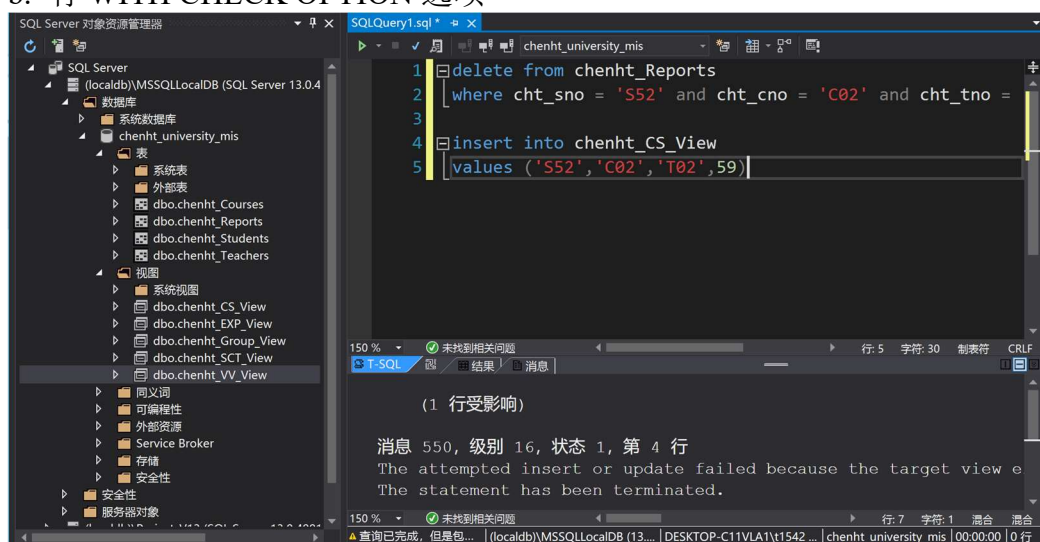 b. 有 WITH CHECK OPTION 选项
SQL Server 对象资源管理器
SQL Server
(localdb)\MSSQLLocalDB (SQL Server 13.0.4
数据库
系统数据库
chenht_university_mis
表
系统表
外部表
dbo.chenht_Courses
dbo.chenht_Reports
dbo.chenht_Students
dbo.chenht_Teachers
视图
系统视图
dbo.chenht_CS_View
dbo.chenht_EXP_View
dbo.chenht_Group_View
dbo.chenht_SCT_View
dbo.chenht_VV_View
同义词
可编程性
外部资源
Service Broker
存储
安全性
安全性
服务器对象
SQLQuery1.sql *
chenht_university_mis
1 delete from chenht_Reports
2 where cht_sno = 'S52' and cht_cno = 'C02' and cht_tno =
3
4 insert into chenht_CS_View
5 values ('S52','C02','T02',59)
150 % 未找到相关问题 行: 5 字符: 30 制表符 CRLF
T-SQL 结果 消息
(1 行受影响)
消息 550, 级别 16, 状态 1, 第 4 行
The attempted insert or update failed because the target view e
The statement has been terminated.
150 % 未找到相关问题 行: 7 字符: 1 混合 混合
查询已完成，但是包... (localdb)\MSSQLLocalDB (13.... DESKTOP-C11VLA1\t1542 ... chenht_university_mis 00:00:00 0 行